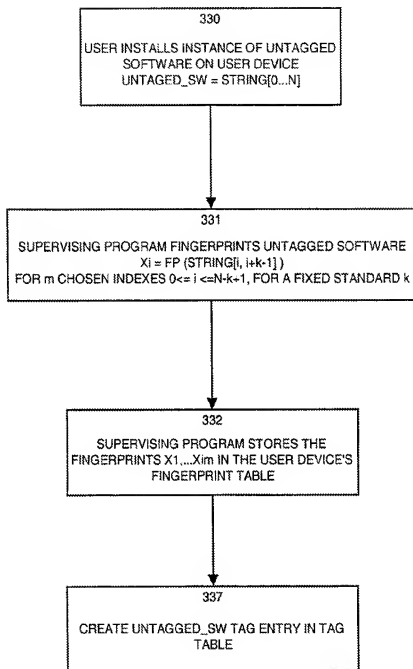 330
USER INSTALLS INSTANCE OF UNTAGGED
SOFTWARE ON USER DEVICE
UNTAGED_SW = STRING[0...N]
331
SUPERVISING PROGRAM FINGERPRINTS UNTAGGED SOFTWARE
Xi = FP (STRING[i, i+k-1] )
FOR m CHOSEN INDEXES 0<= i <=N-k+1, FOR A FIXED STANDARD k
332
SUPERVISING PROGRAM STORES THE
FINGERPRINTS X1,...Xim IN THE USER DEVICE'S
FINGERPRINT TABLE
337
CREATE UNTAGGED_SW TAG ENTRY IN TAG
TABLE